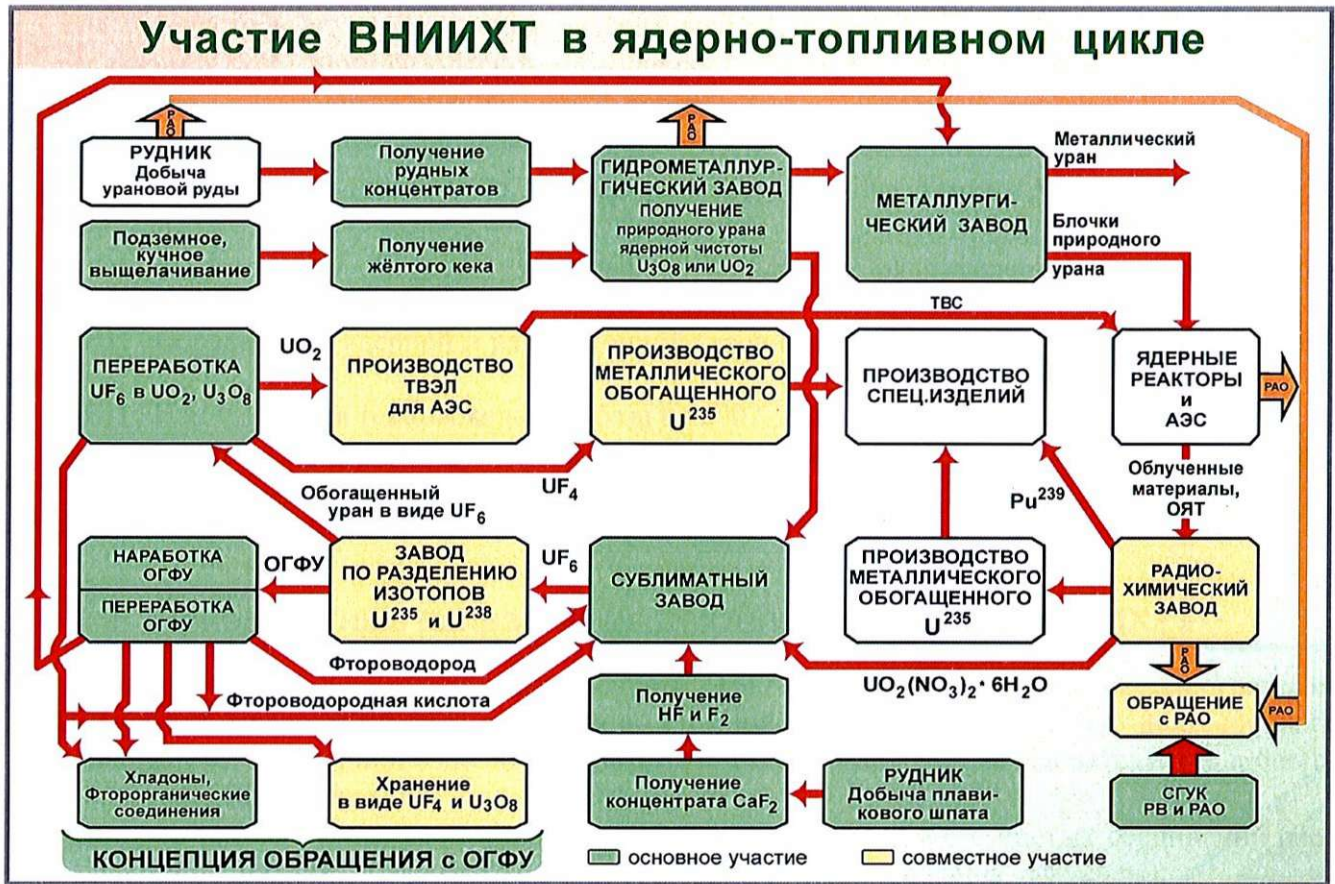 Участие ВНИИХТ в ядерно-топливном цикле
РАО
РАО
РУДНИК
Добыча
урановой руды
Получение
рудных
концентратов
ГИДРОМЕТАЛЛУР-
ГИЧЕСКИЙ ЗАВОД
ПОЛУЧЕНИЕ
природного урана
ядерной чистоты
U3O8 или UO2
МЕТАЛЛУРГИ-
ЧЕСКИЙ ЗАВОД
Металлический
уран
Блочки
природного
урана
Подземное,
кучное
выщелачивание
Получение
жёлтого кека
ТВС
ПЕРЕРАБОТКА
UF6 в UO2, U3O8
UO2
ПРОИЗВОДСТВО
ТВЭЛ
для АЭС
ПРОИЗВОДСТВО
МЕТАЛЛИЧЕСКОГО
ОБОГАЩЕННОГО
U235
ПРОИЗВОДСТВО
СПЕЦ.ИЗДЕЛИЙ
ЯДЕРНЫЕ
РЕАКТОРЫ
и
АЭС
РАО
Обогащенный
уран в виде UF6
UF4
Pu239
Облученные
материалы,
ОЯТ
НАРАБОТКА
ОГФУ
ПЕРЕРАБОТКА
ОГФУ
ОГФУ
ЗАВОД
ПО РАЗДЕЛЕНИЮ
ИЗОТОПОВ
U235 и U238
UF6
СУБЛИМАТНЫЙ
ЗАВОД
ПРОИЗВОДСТВО
МЕТАЛЛИЧЕСКОГО
ОБОГАЩЕННОГО
U235
РАДИО-
ХИМИЧЕСКИЙ
ЗАВОД
РАО
Фтороводород
Фтороводородная кислота
Получение
HF и F2
UO2(NO3)2· 6H2O
ОБРАЩЕНИЕ
с РАО
РАО
Хладоны,
Фторорганические
соединения
Хранение
в виде UF4 и U3O8
Получение
концентрата CaF2
РУДНИК
Добыча плави-
кового шпата
СГУК
РВ и РАО
КОНЦЕПЦИЯ ОБРАЩЕНИЯ с ОГФУ
основное участие
совместное участие